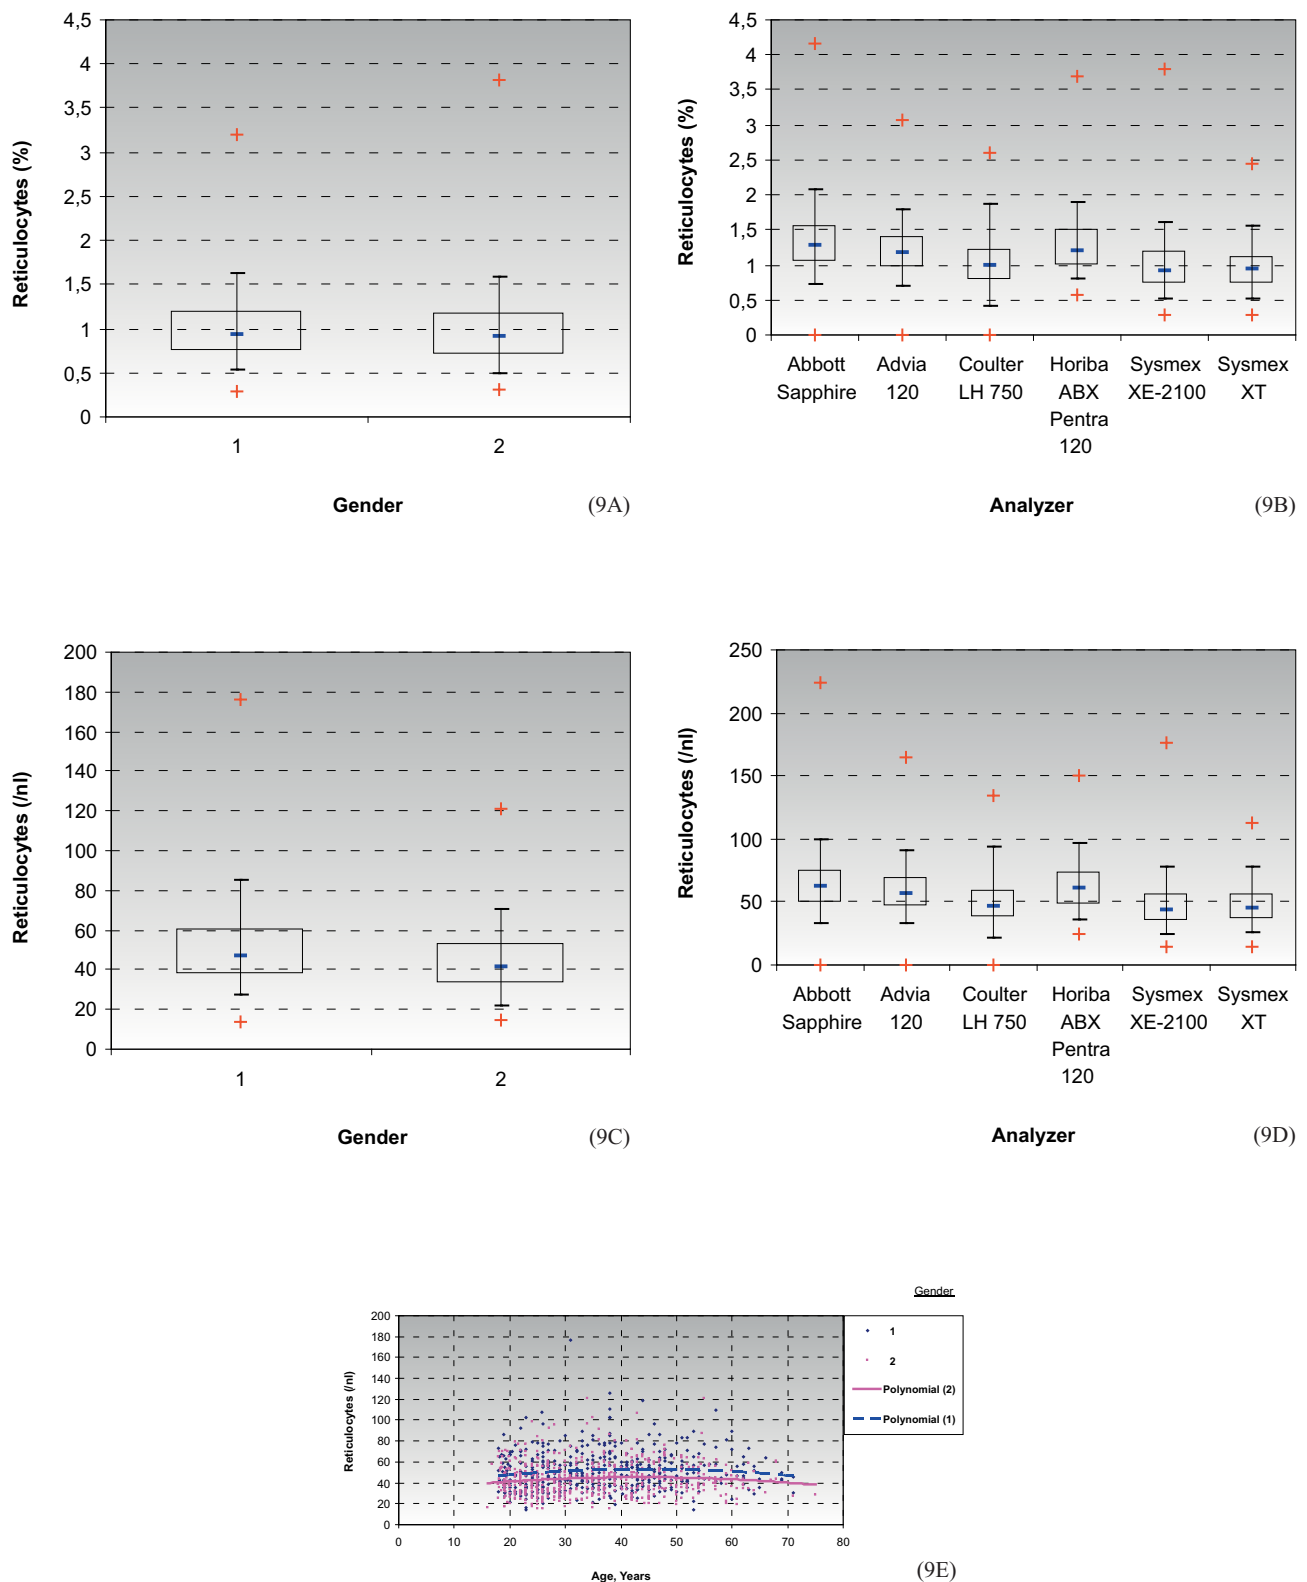 4,5
4
3,5
3
2,5
2
1,5
1
0,5
0
Reticulocytes (%)
1 2
Gender
(9A)
4,5
4
3,5
3
2,5
2
1,5
1
0,5
0
Reticulocytes (%)
Abbott Advia Coulter Horiba Sysmex Sysmex
Sapphire 120 LH 750 ABX XE-2100 XT
Pentra
120
Analyzer
(9B)
200
180
160
140
120
100
80
60
40
20
0
Reticulocytes (/nl)
1 2
Gender
(9C)
250
200
150
100
50
0
Reticulocytes (/nl)
Abbott Advia Coulter Horiba Sysmex Sysmex
Sapphire 120 LH 750 ABX XE-2100 XT
Pentra
120
Analyzer
(9D)
Gender
200
180
160
140
120
100
80
60
40
20
0
Reticulocytes (/nl)
0 10 20 30 40 50 60 70 80
Age, Years
1
2
Polynomial (2)
Polynomial (1)
(9E)